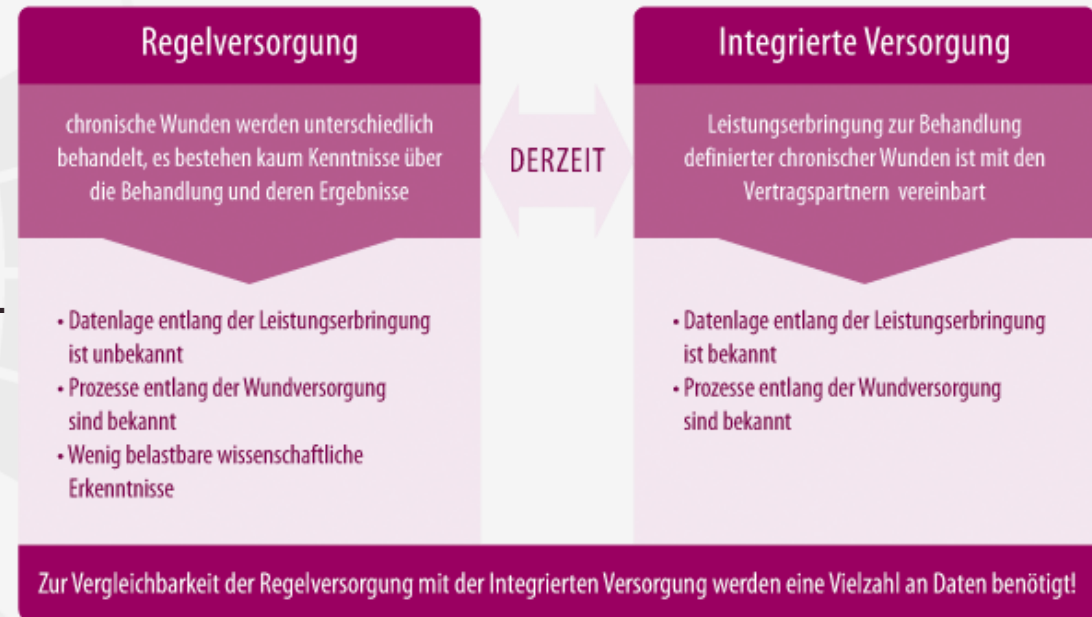 Regelversorgung
chronische Wunden werden unterschiedlich
behandelt, es bestehen kaum Kenntnisse über
die Behandlung und deren Ergebnisse
• Datenlage entlang der Leistungserbringung
ist unbekannt
• Prozesse entlang der Wundversorgung
sind bekannt
• Wenig belastbare wissenschaftliche
Erkenntnisse
DERZEIT
Integrierte Versorgung
Leistungserbringung zur Behandlung
definierter chronischer Wunden ist mit den
Vertragspartnern vereinbart
• Datenlage entlang der Leistungserbringung
ist bekannt
• Prozesse entlang der Wundversorgung
sind bekannt
Zur Vergleichbarkeit der Regelversorgung mit der Integrierten Versorgung werden eine Vielzahl an Daten benötigt!